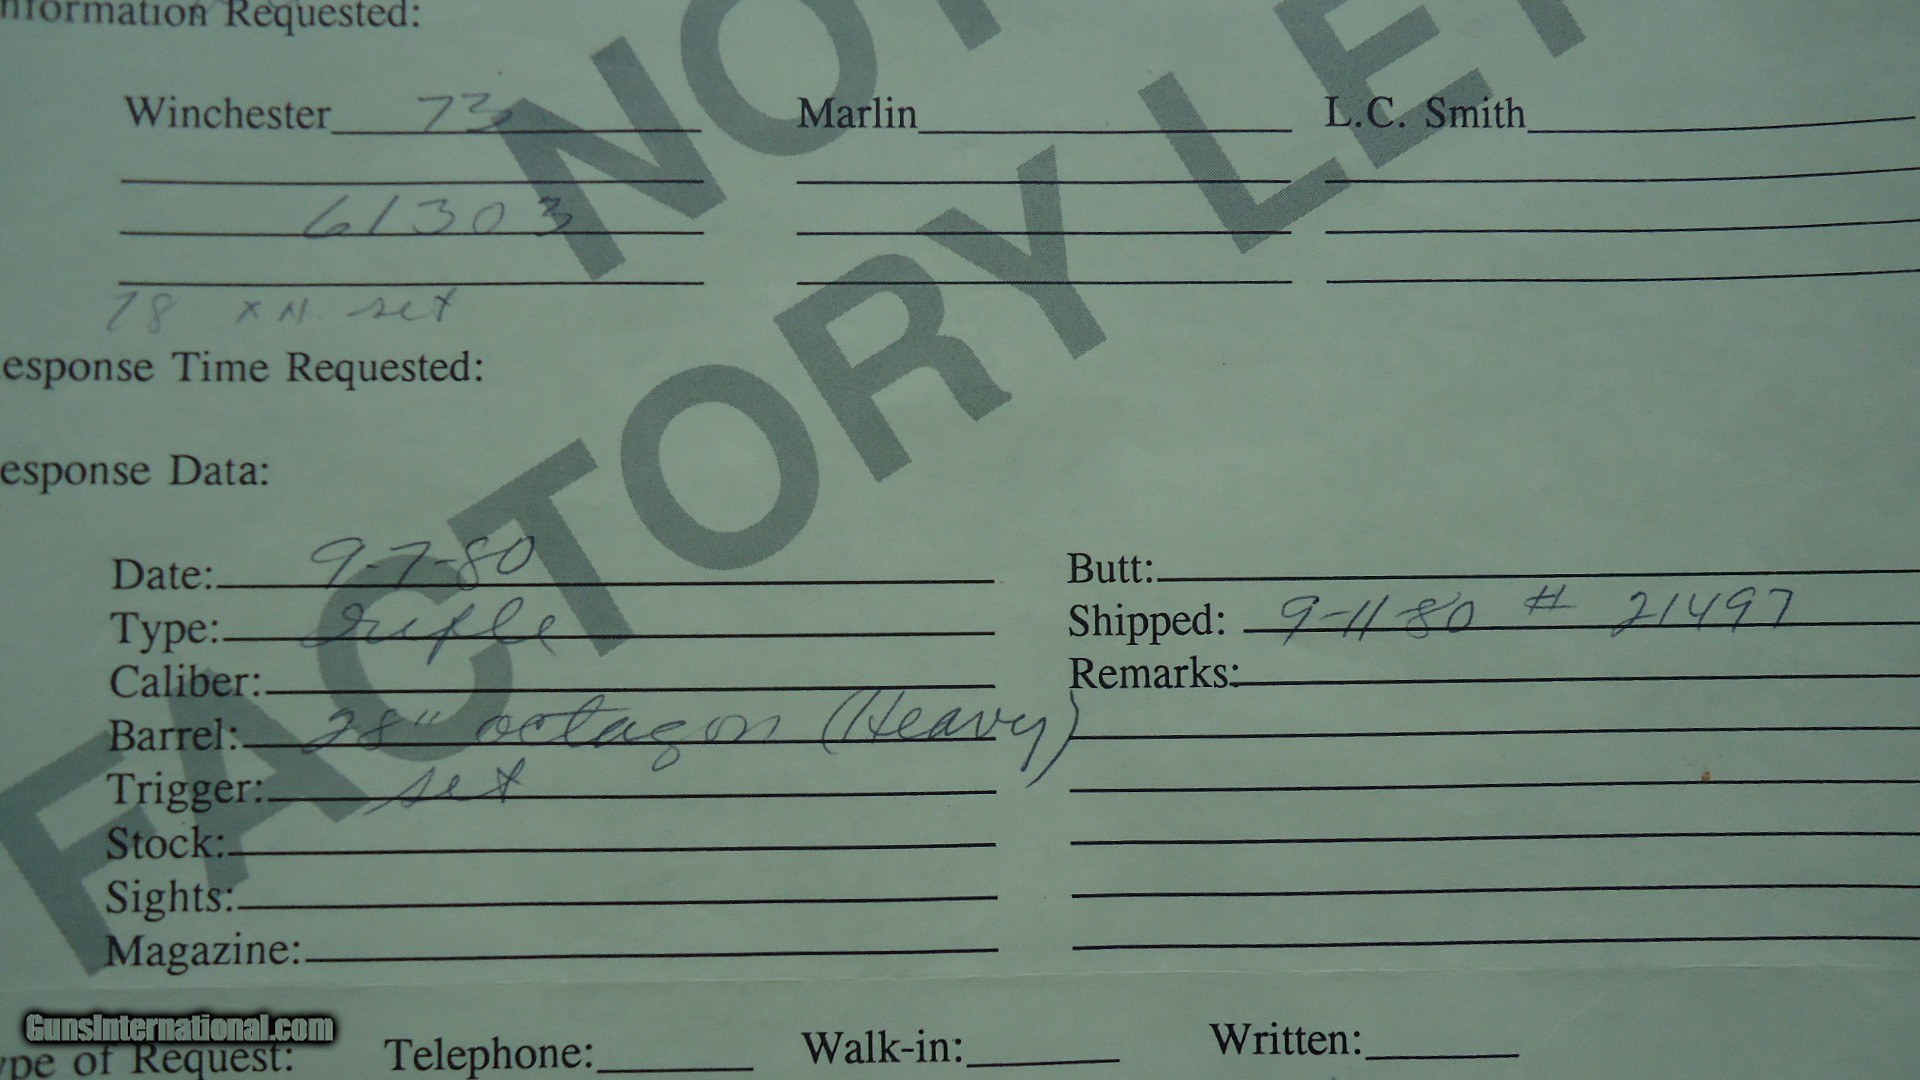 nformation Requested:
NOT
FACTORY LET
Winchester 73 Marlin L.C. Smith
61303
28 XH set
esponse Time Requested:
esponse Data:
Date: 9-7-80 Butt:
Type: rifle Shipped: 9-11-80 # 21497
Caliber: Remarks:
Barrel: 28" octagon (Heavy)
Trigger: set
Stock:
Sights:
Magazine:
GunsInternational.com
ype of Request: Telephone: Walk-in: Written: